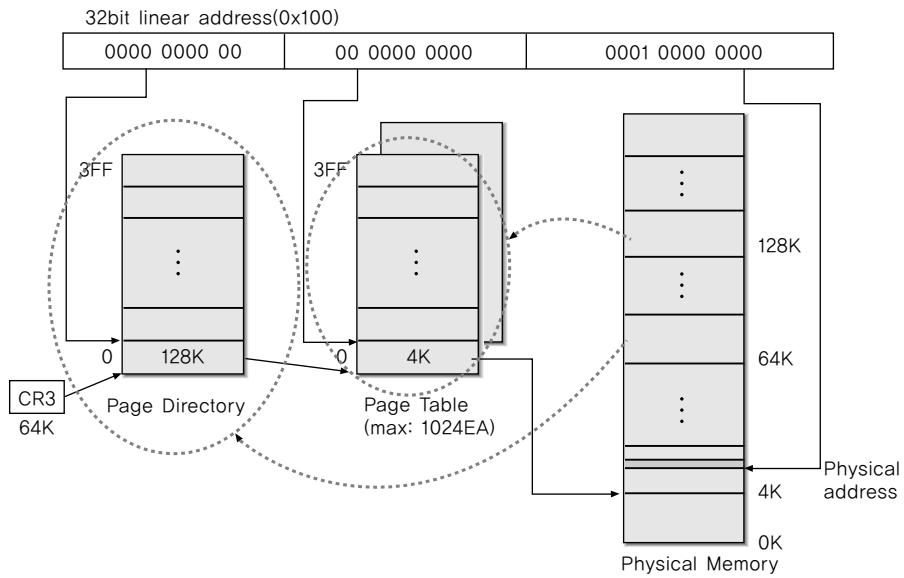 32bit linear address(0x100)
0000 0000 00
00 0000 0000
0001 0000 0000
3FF
0
128K
CR3
64K
Page Directory
3FF
0
4K
Page Table
(max: 1024EA)
128K
64K
Physical
address
4K
0K
Physical Memory